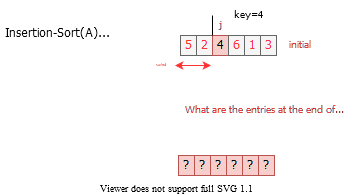 key=4
j
Insertion-Sort(A)...
5 2 4 6 1 3 initial
What are the entries at the end of...
? ? ? ? ? ?
Viewer does not support full SVG 1.1